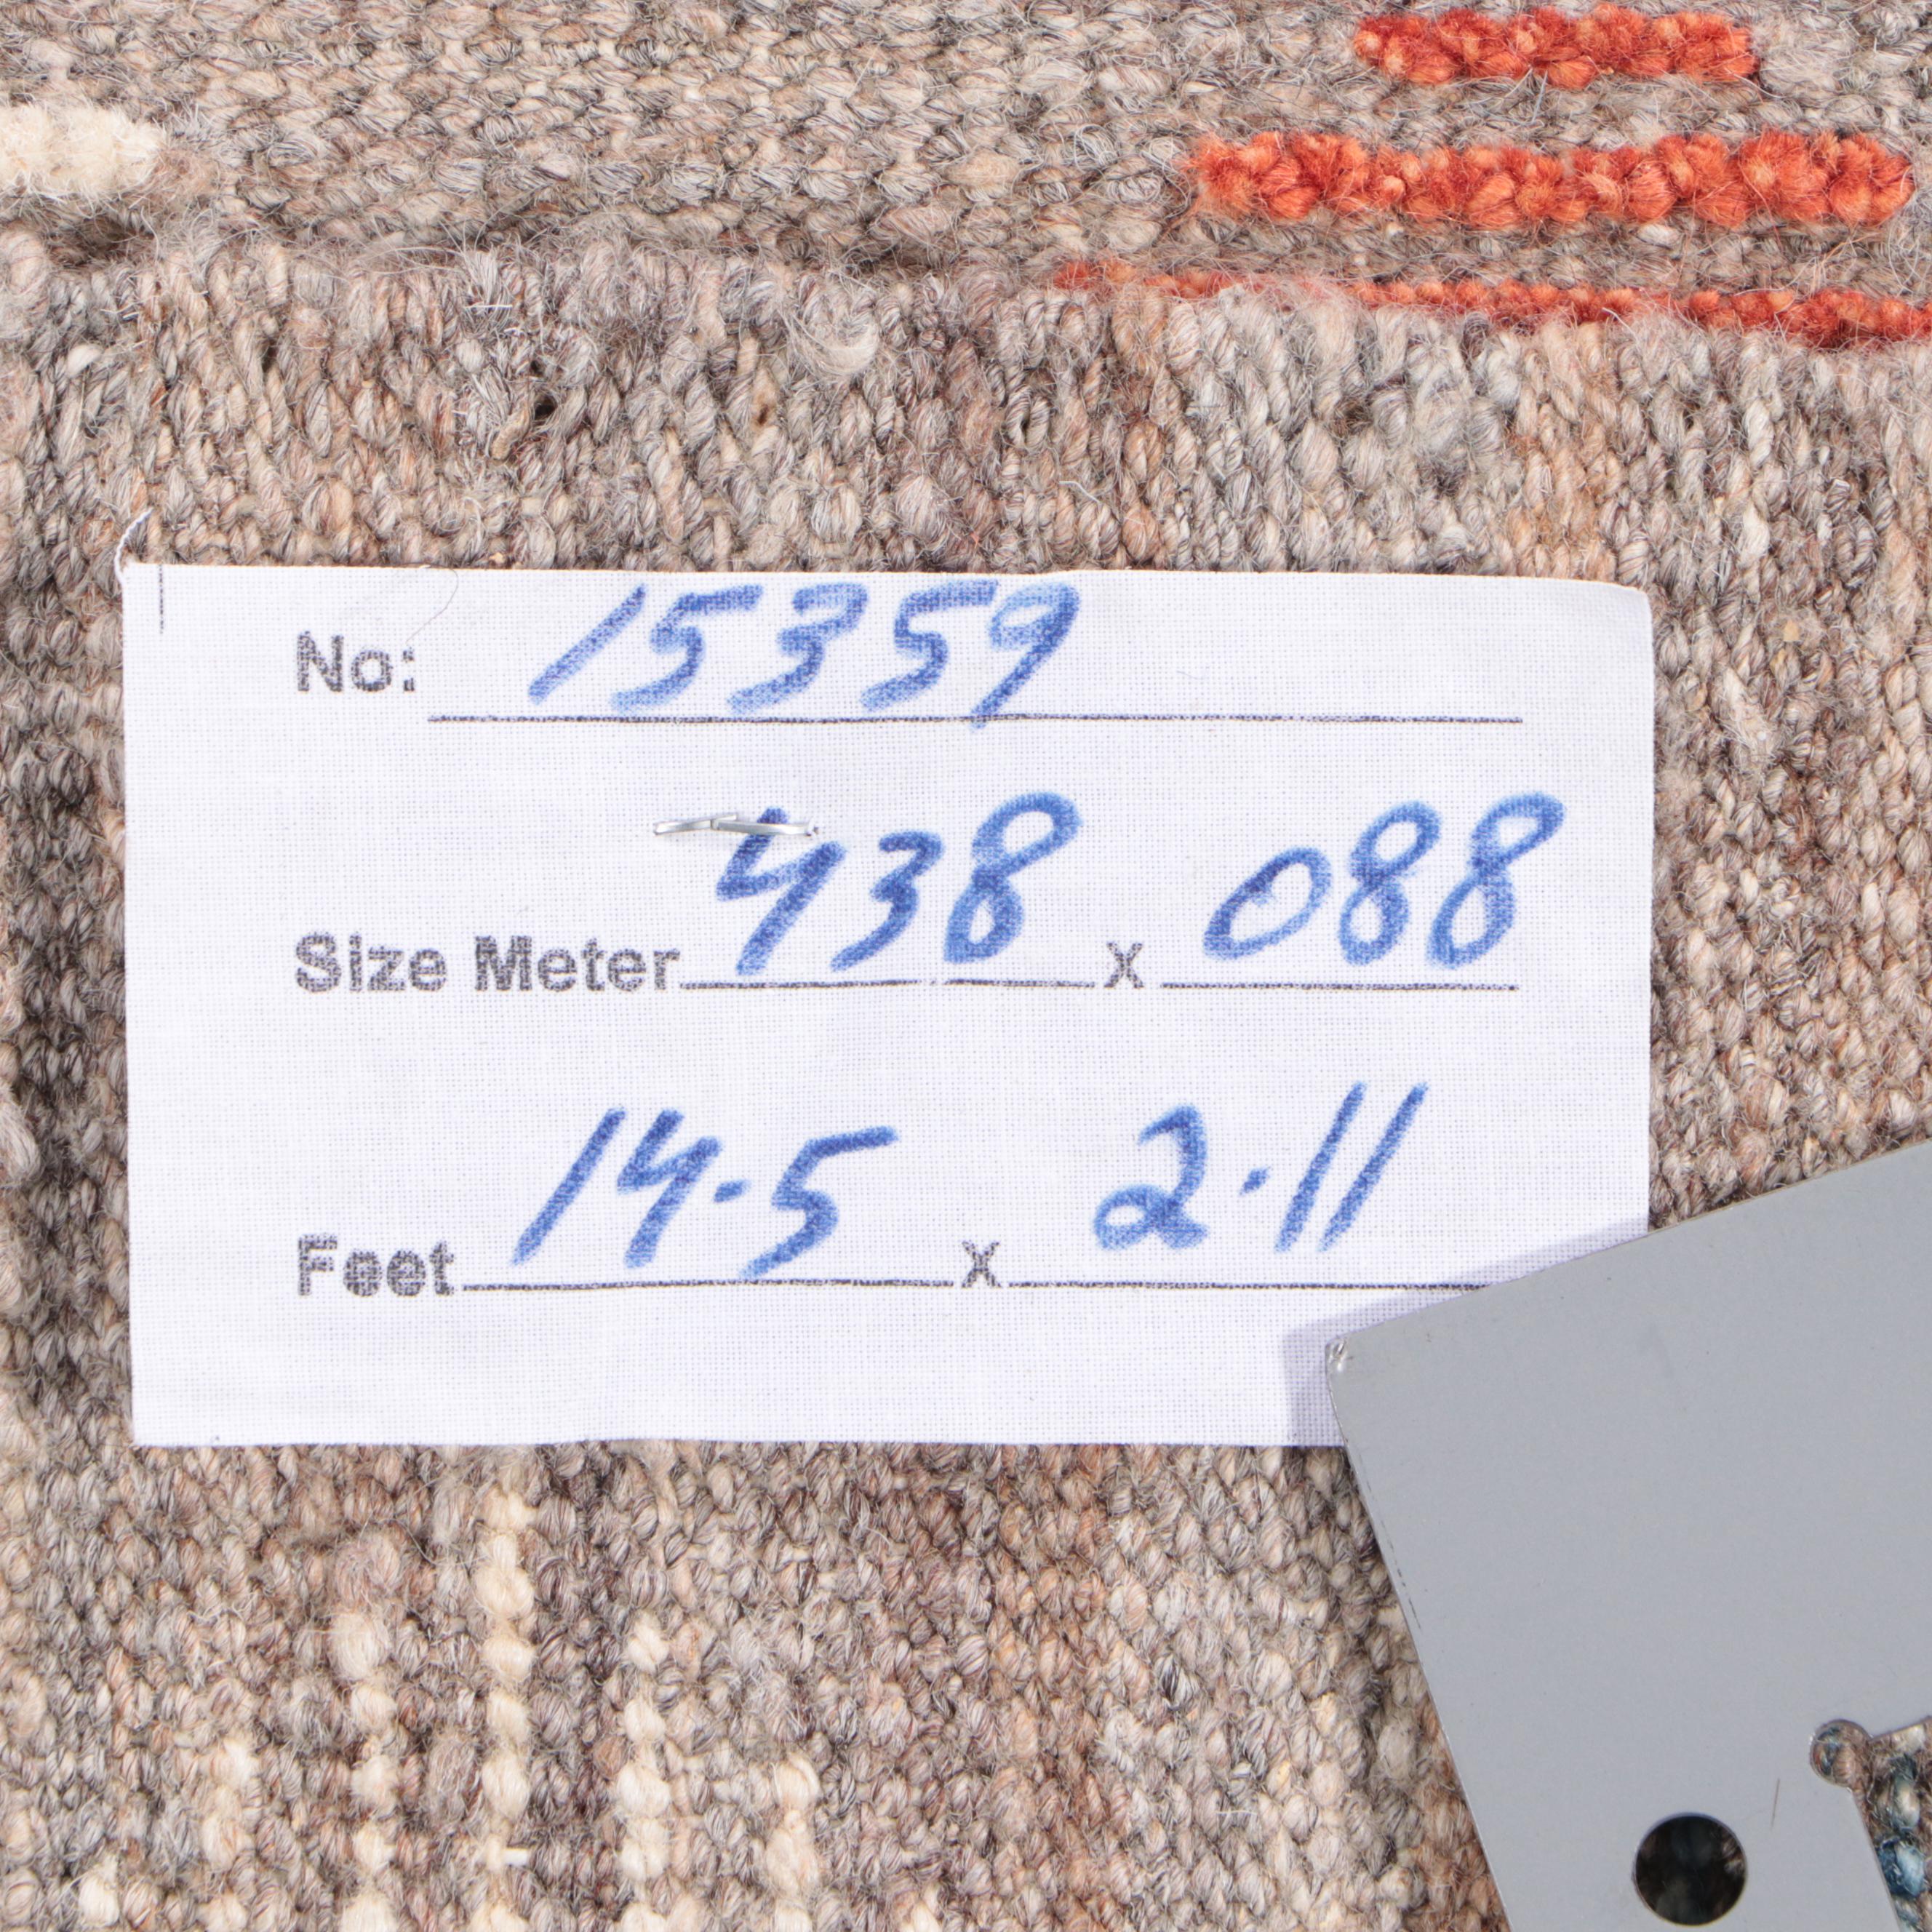 No: 15359
Size Meter 438 x 088
Feet 14.5 x 2.11